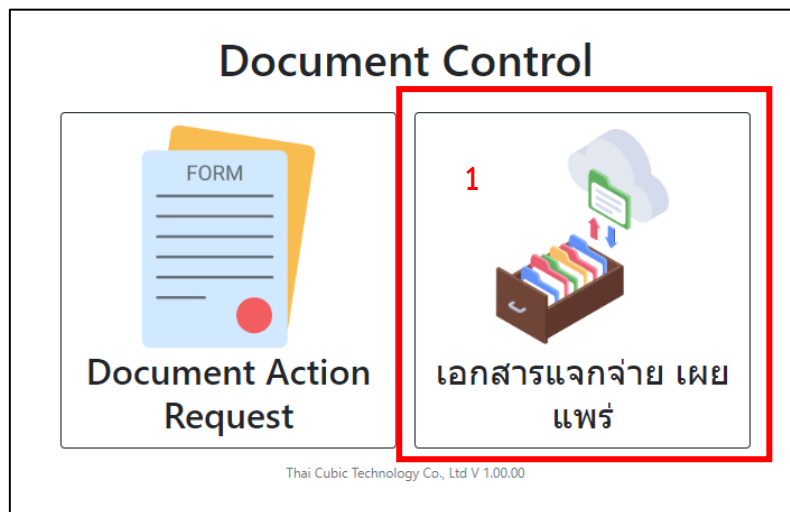 Document Control
FORM
Document Action
Request
1
เอกสารแจกจ่าย เผย
แพร่
Thai Cubic Technology Co., Ltd V 1.00.00